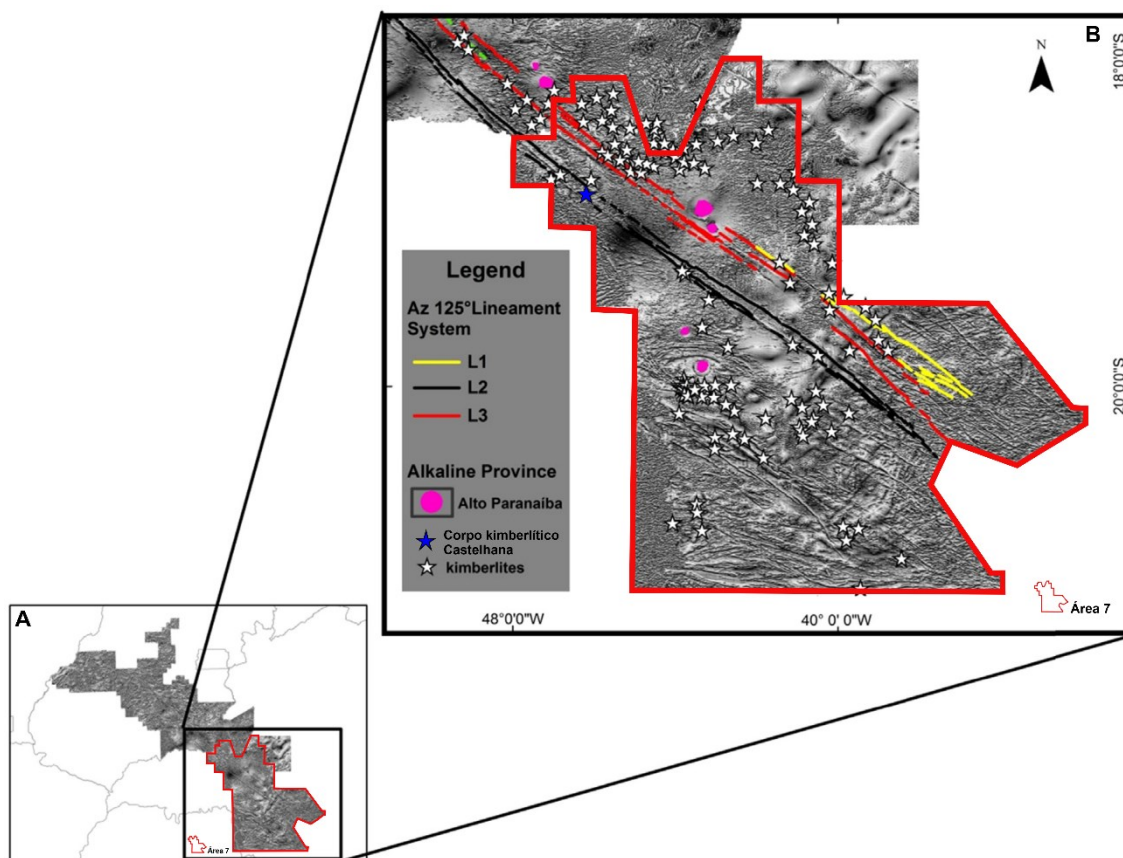 B
N
18°0'0"S
Legend
Az 125°Lineament
System
L1
L2
L3
Alkaline Province
Alto Paranaíba
Corpo kimberlítico
Castelhana
kimberlites
20°0'0"S
Área 7
48°0'0"W
40°0'0"W
A
Área 7